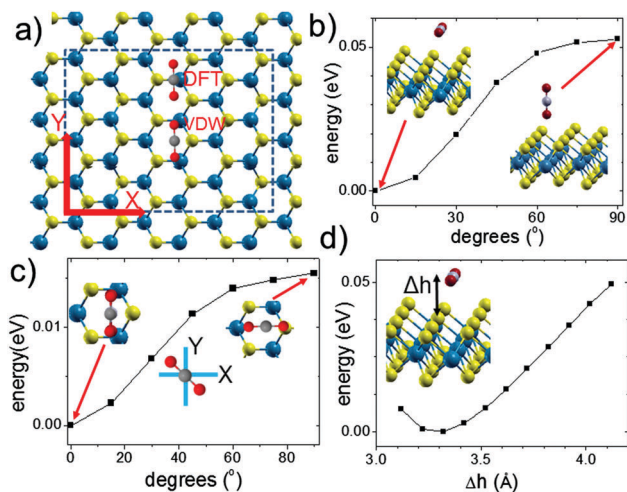 a)
DFT
VDW
Y
X
b)
energy (eV)
0.05
0.00
0
30
60
90
degrees (°)
c)
energy(eV)
0.01
0.00
Y
X
0
20
40
60
80
degrees (°)
d)
energy (eV)
0.05
0.00
Δh
3.0
3.5
4.0
Δh (Å)